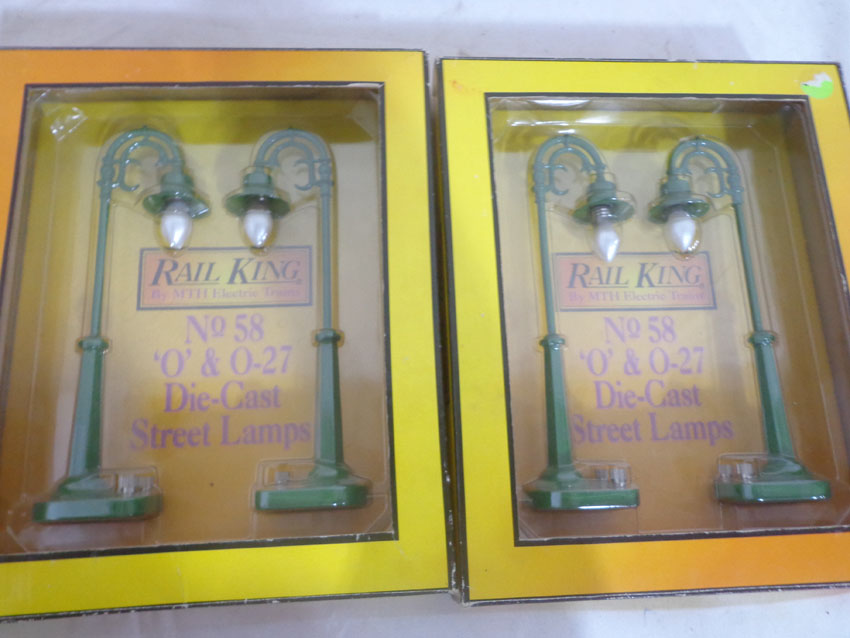 RAIL KING
By MTH Electric Trains
No 58
'O' & O-27
Die-Cast
Street Lamps
RAIL KING
By MTH Electric Trains
No 58
'O' & O-27
Die-Cast
Street Lamps